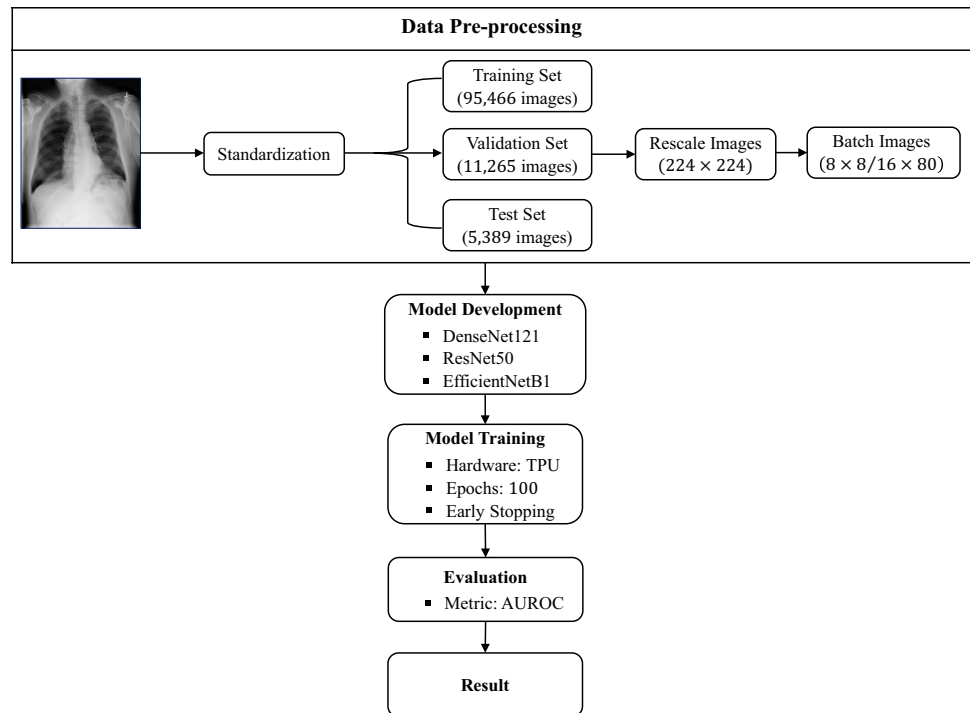 Data Pre-processing
Standardization
Training Set
(95,466 images)
Validation Set
(11,265 images)
Test Set
(5,389 images)
Rescale Images
(224 × 224)
Batch Images
(8 × 8/16 × 80)
Model Development
▪ DenseNet121
▪ ResNet50
▪ EfficientNetB1
Model Training
▪ Hardware: TPU
▪ Epochs: 100
▪ Early Stopping
Evaluation
▪ Metric: AUROC
Result